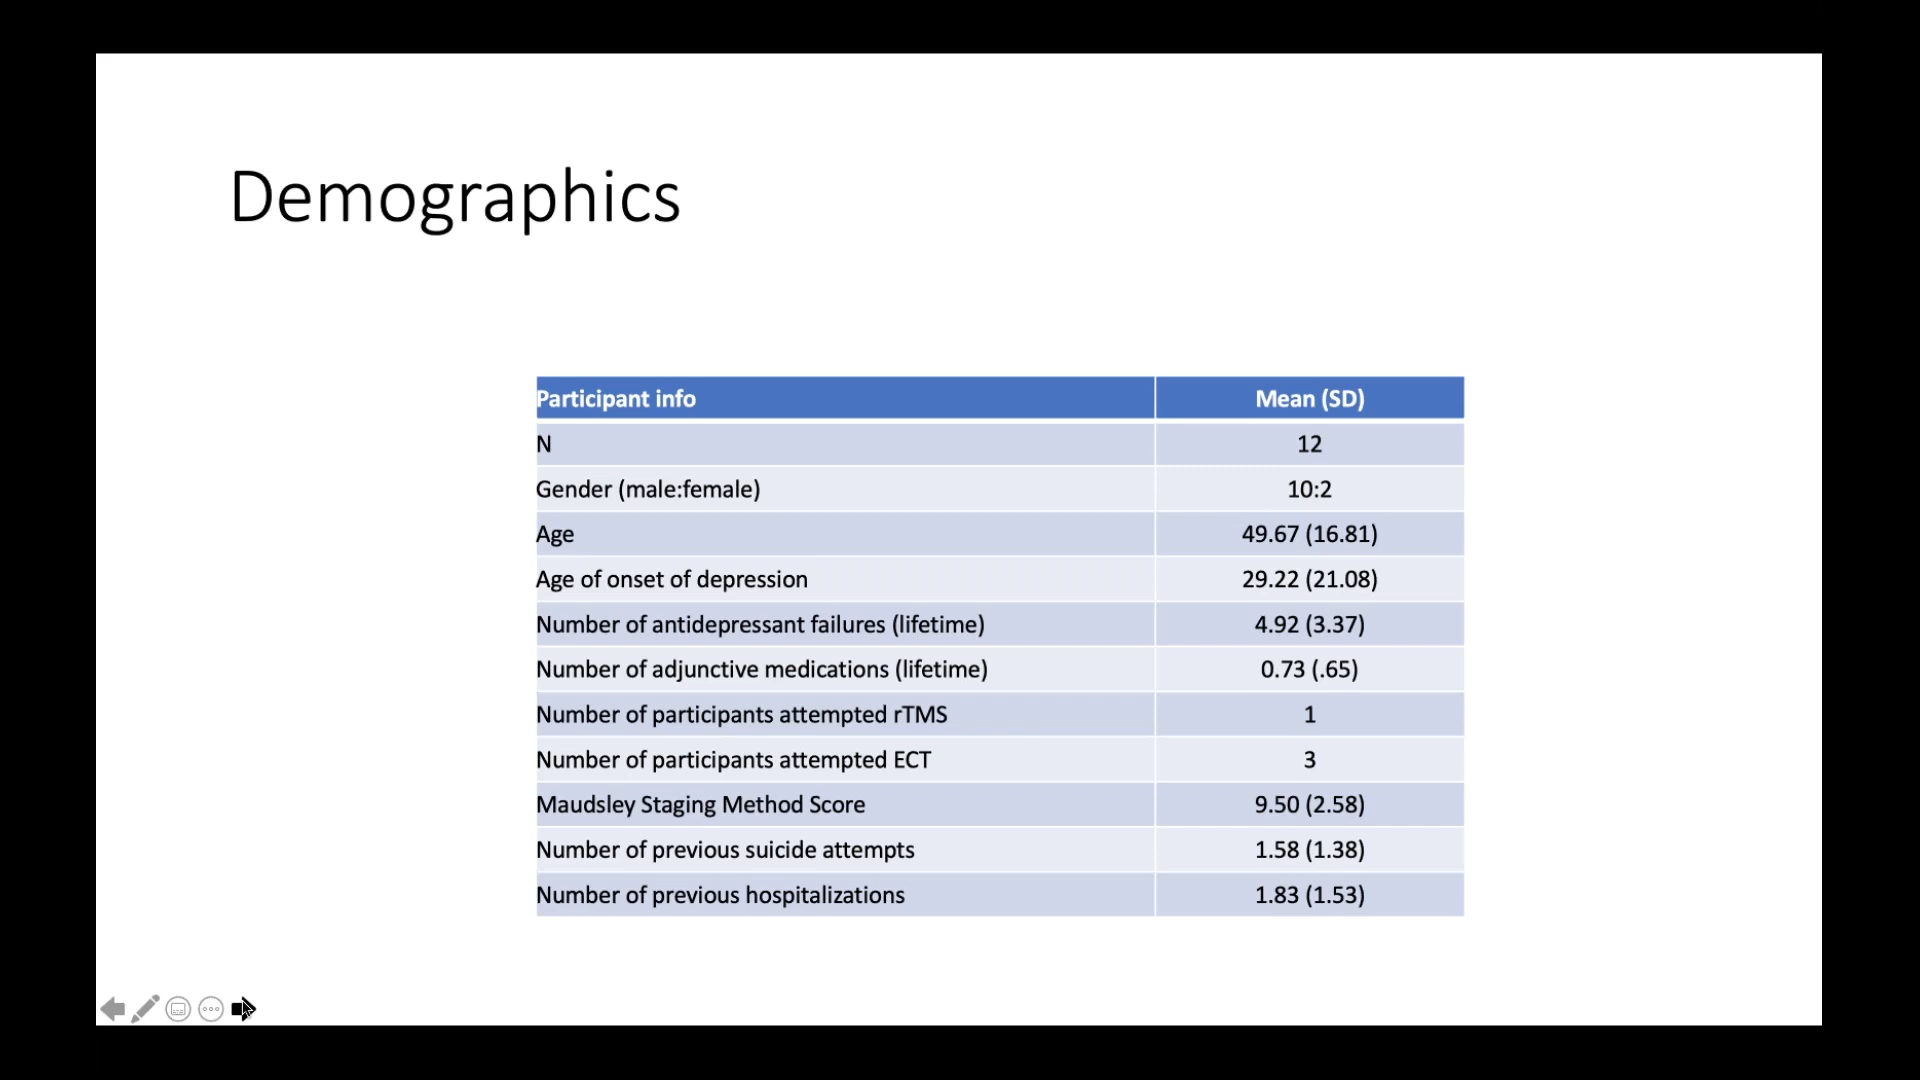 Demographics
Participant info Mean (SD)
N 12
Gender (male:female) 10:2
Age 49.67 (16.81)
Age of onset of depression 29.22 (21.08)
Number of antidepressant failures (lifetime) 4.92 (3.37)
Number of adjunctive medications (lifetime) 0.73 (.65)
Number of participants attempted rTMS 1
Number of participants attempted ECT 3
Maudsley Staging Method Score 9.50 (2.58)
Number of previous suicide attempts 1.58 (1.38)
Number of previous hospitalizations 1.83 (1.53)